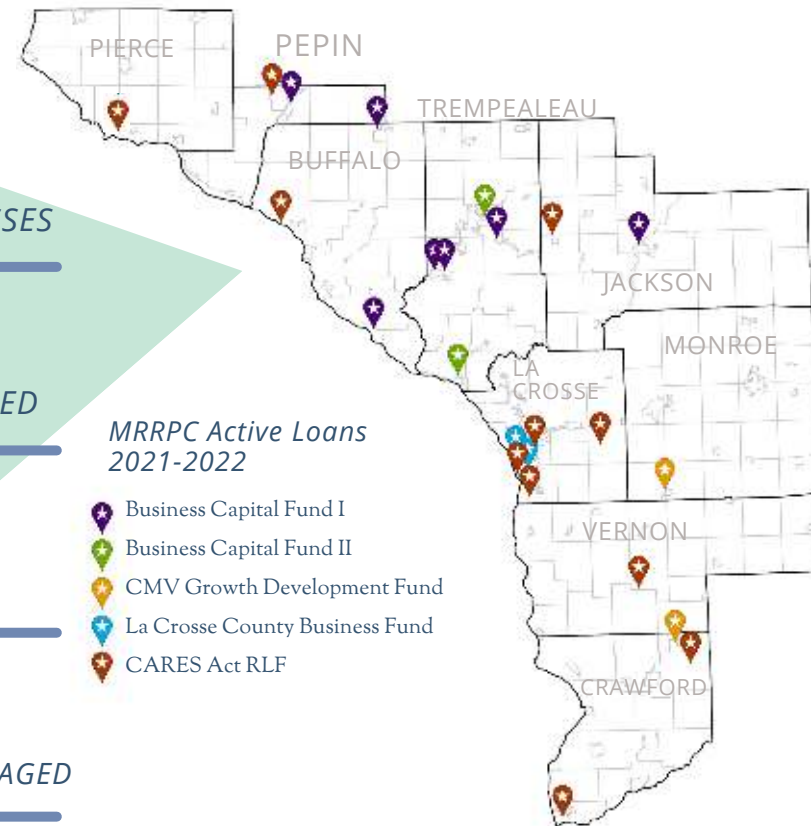 PIERCE
PEPIN
TREMPEALEAU
BUFFALO
JACKSON
MONROE
LA
CROSSE
MRRPC Active Loans
2021-2022
Business Capital Fund I
Business Capital Fund II
CMV Growth Development Fund
La Crosse County Business Fund
CARES Act RLF
VERNON
CRAWFORD
SES
ED
AGED